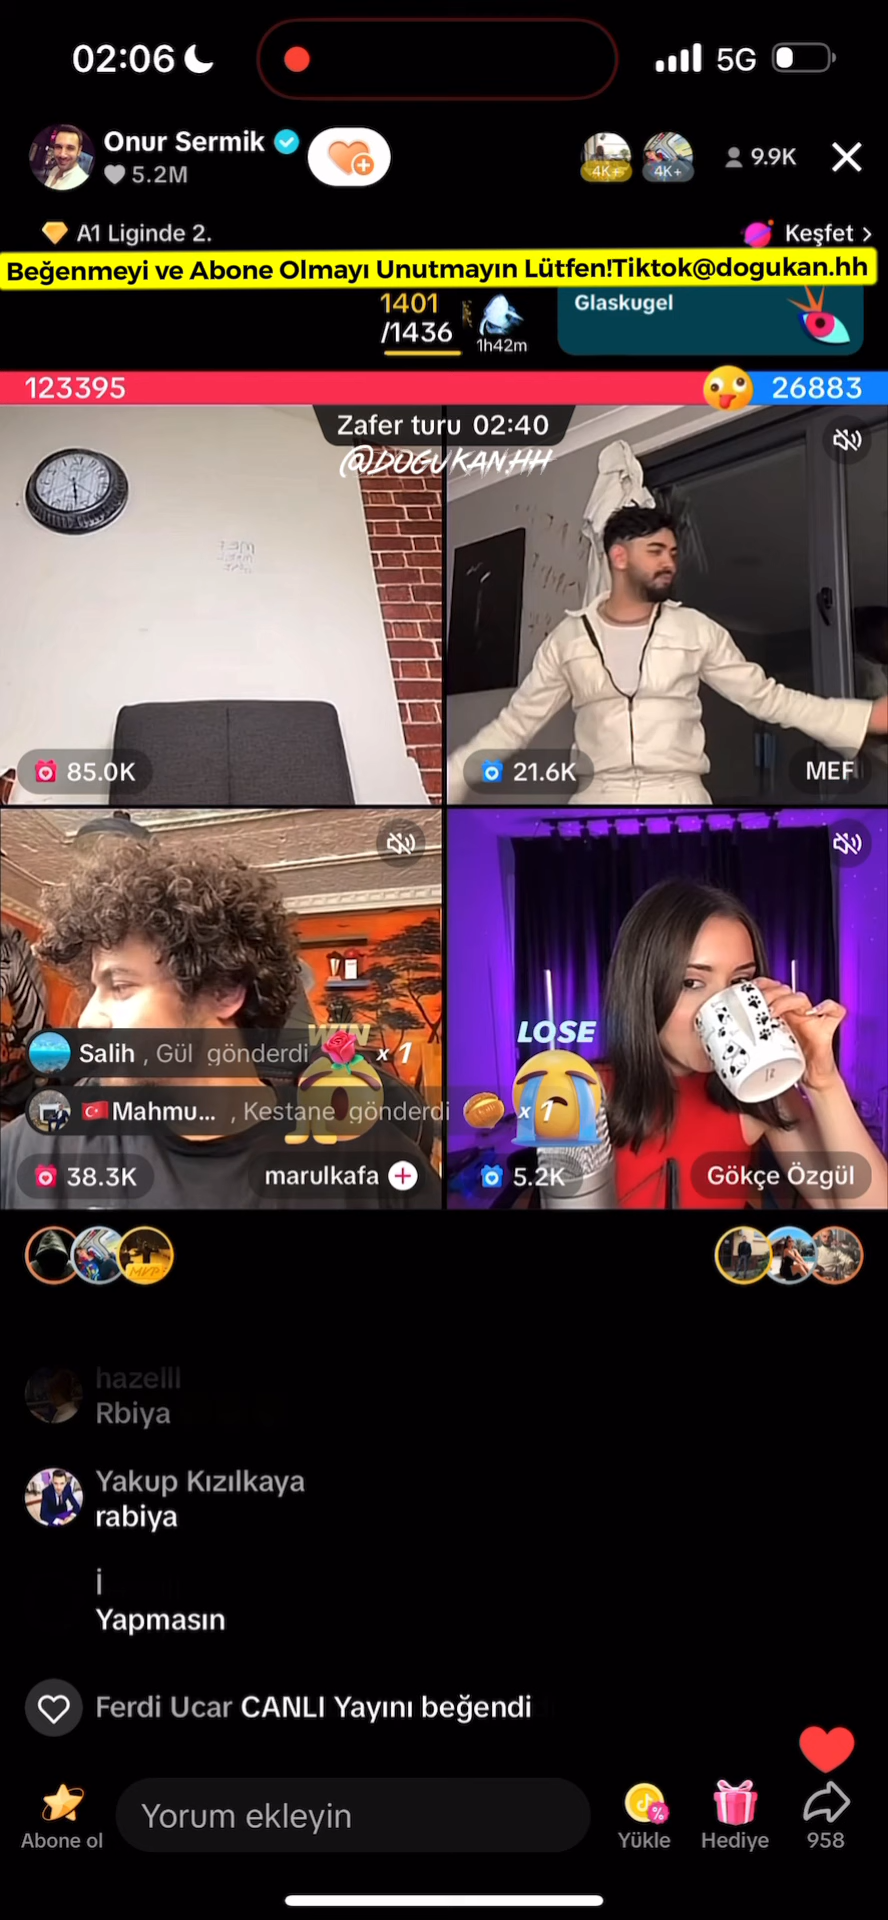 02:06
5G
Onur Sermik
5.2M
4K+
4K+
9.9K
A1 Liginde 2.
Keşfet >
Beğenmeyi ve Abone Olmayı Unutmayın Lütfen!Tiktok@dogukan.hh
1401
/1436
1h42m
Glaskugel
123395
26883
Zafer turu 02:40
@DOGUKAN.HH
85.0K
21.6K
MEF
WIN
LOSE
Salih , Gül gönderdi x 1
Mahmu... , Kestane gönderdi x 1
38.3K
marulkafa
5.2K
Gökçe Özgül
MVP
hazelll
Rbiya
Yakup Kızılkaya
rabiya
İ
Yapmasın
Ferdi Ucar CANLI Yayını beğendi
Abone ol
Yorum ekleyin
Yükle
Hediye
958